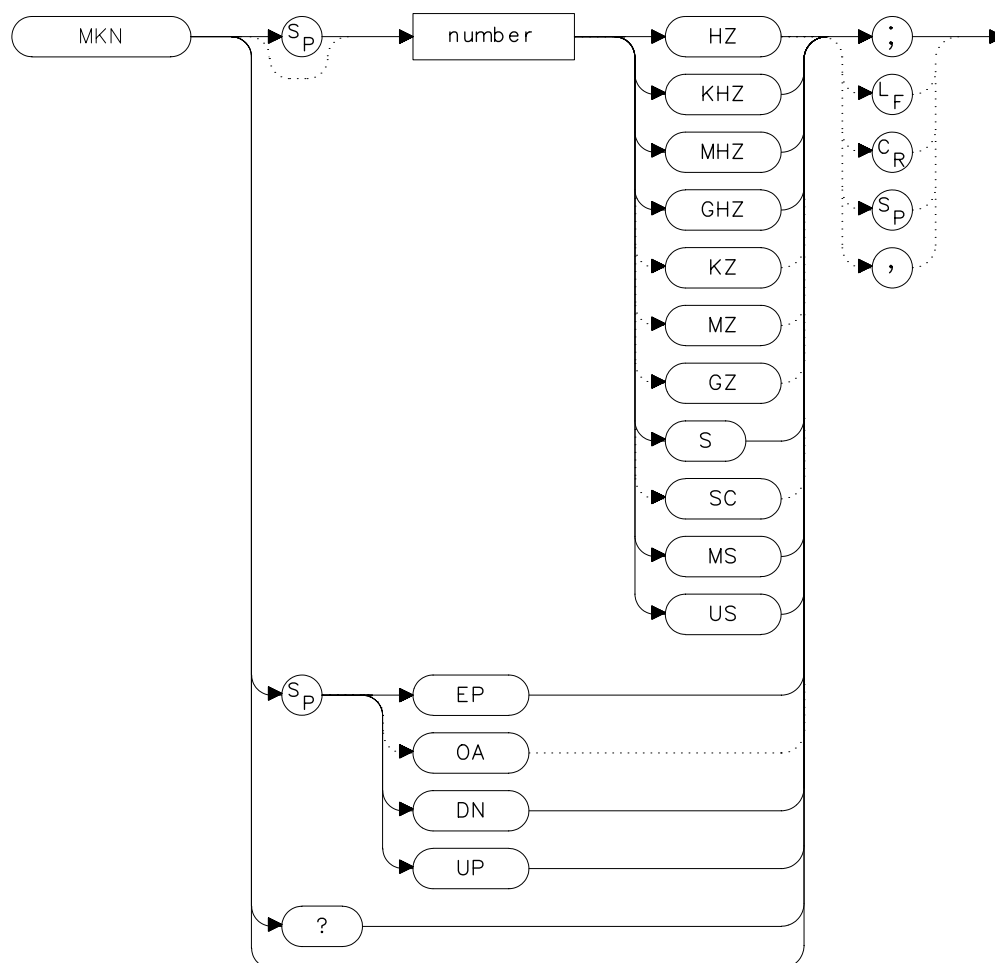 MKN SP number HZ ;
KHZ LF
MHZ CR
GHZ SP
KZ ,
MZ
GZ
S
SC
MS
US
SP EP
OA
DN
UP
?